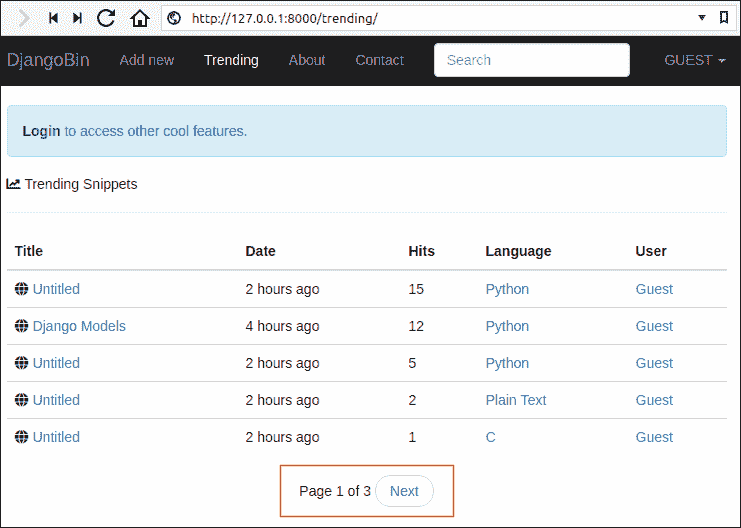 http://127.0.0.1:8000/trending/
DjangoBin Add new Trending About Contact Search GUEST
Login to access other cool features.
Trending Snippets
Title Date Hits Language User
Untitled 2 hours ago 15 Python Guest
Django Models 4 hours ago 12 Python Guest
Untitled 2 hours ago 5 Python Guest
Untitled 2 hours ago 2 Plain Text Guest
Untitled 2 hours ago 1 C Guest
Page 1 of 3 Next